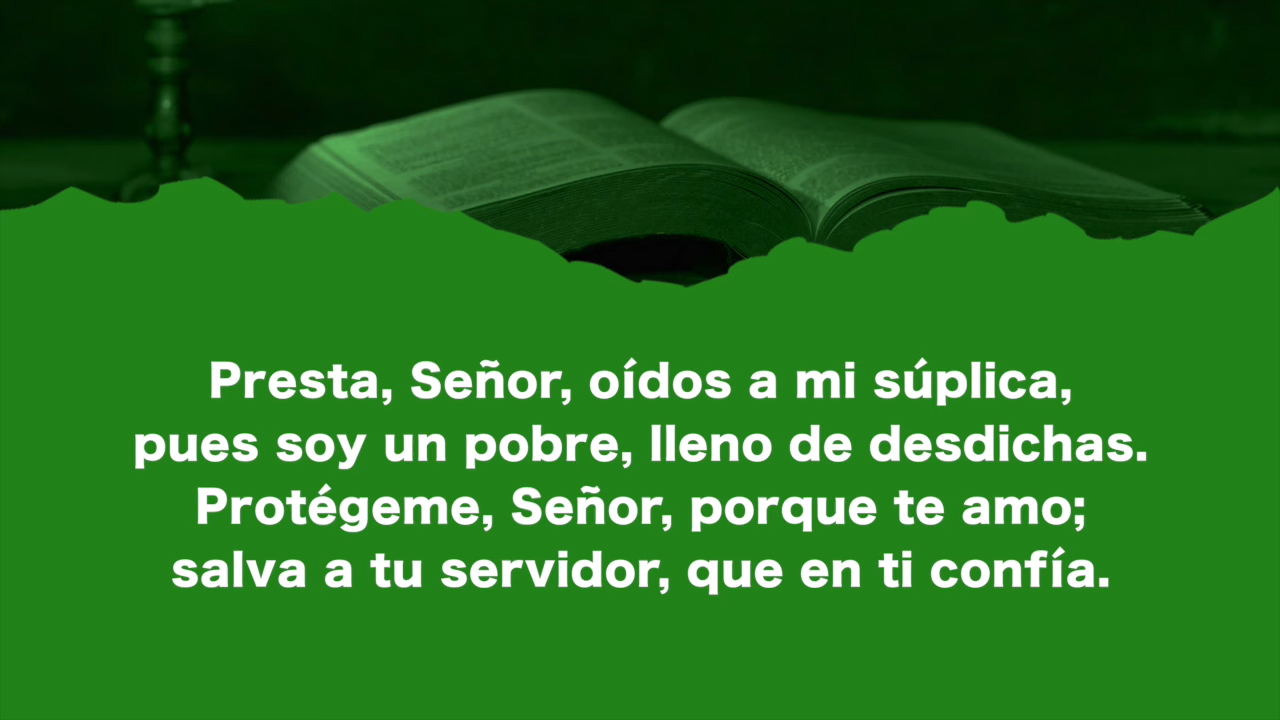 Presta, Señor, oídos a mi súplica,
pues soy un pobre, lleno de desdichas.
Protégeme, Señor, porque te amo;
salva a tu servidor, que en ti confía.